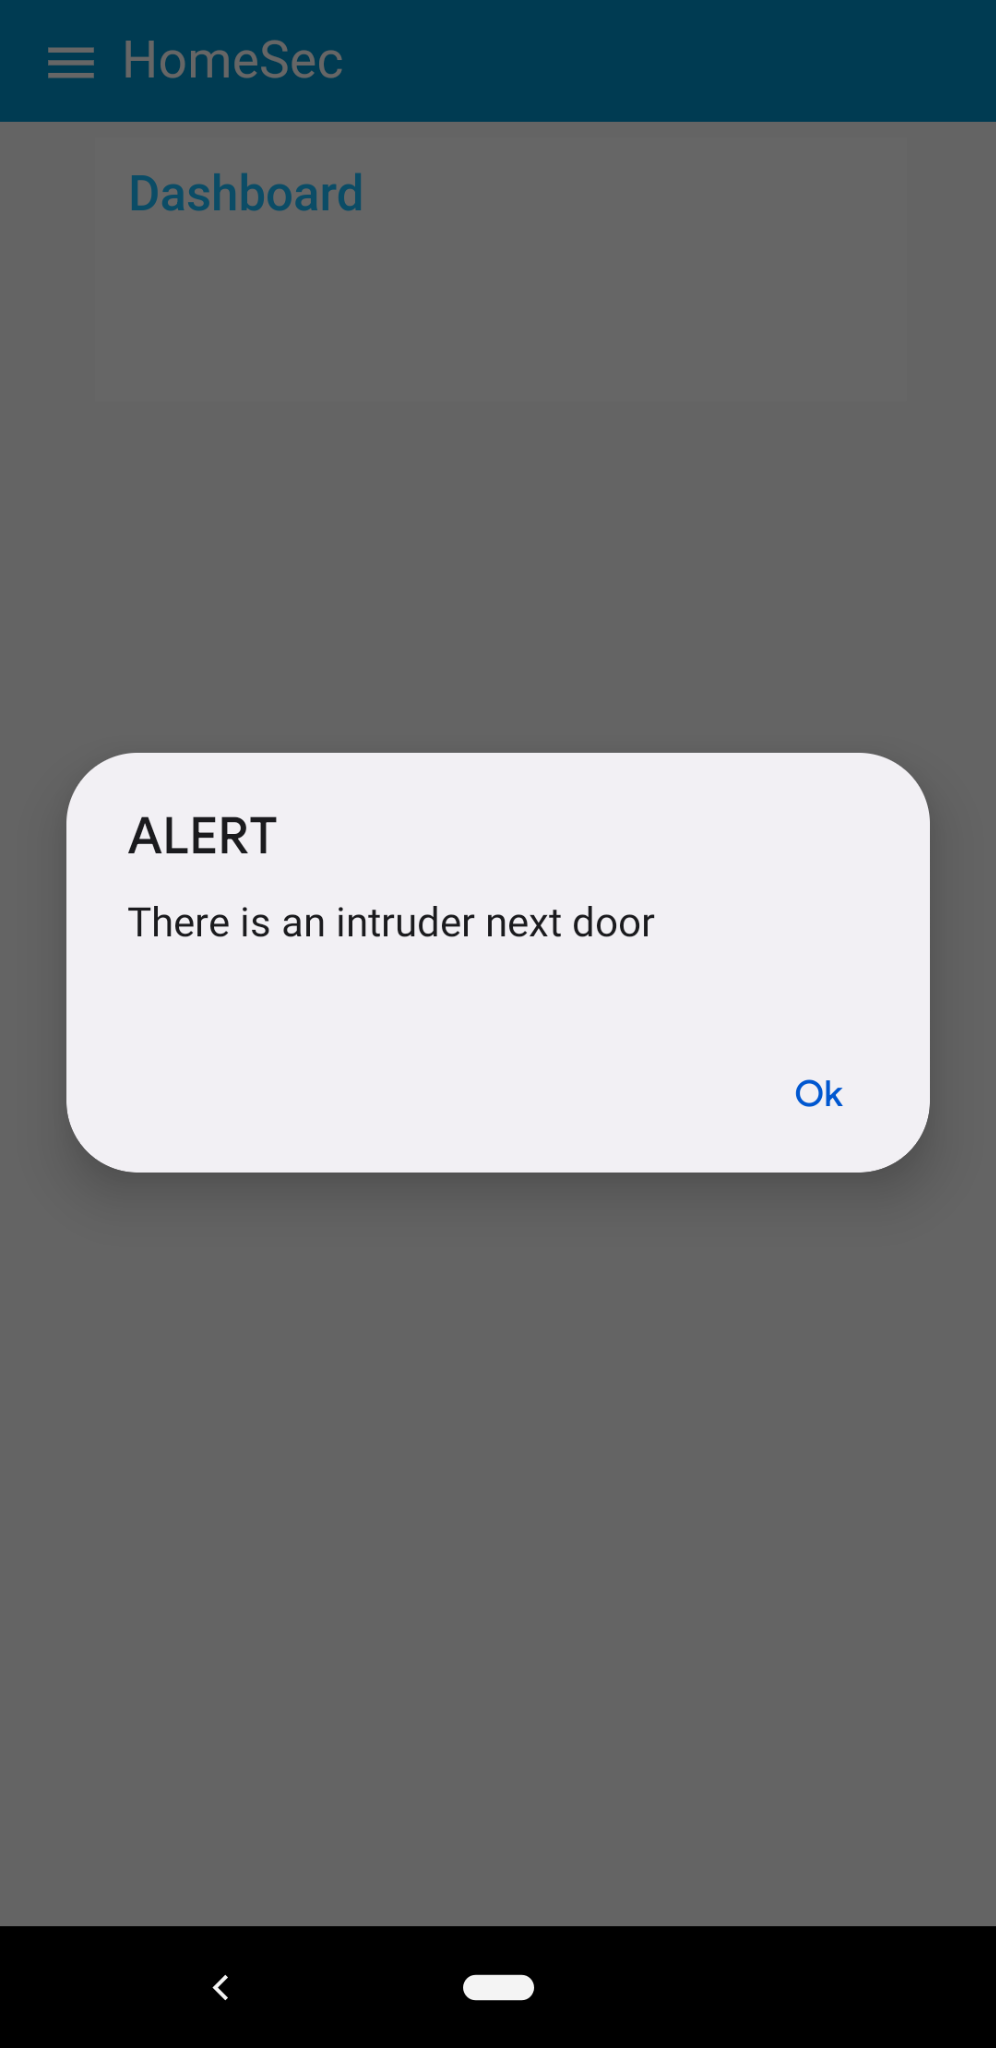 HomeSec
Dashboard
ALERT
There is an intruder next door
Ok